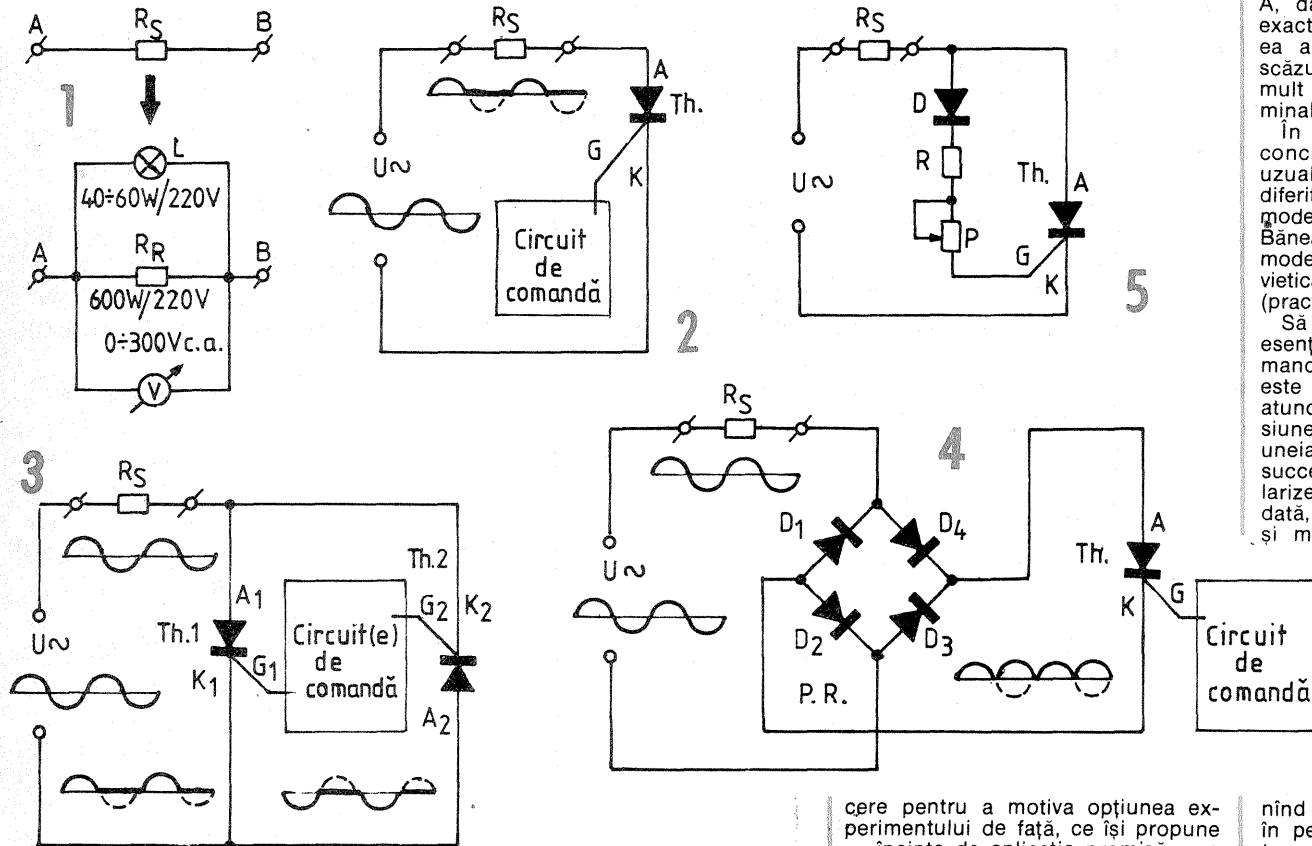 A
RS
B
1
L
40÷60W/220V
A
RR
B
600W/220V
0÷300Vc.a.
V
RS
A
Th.
U~
G
K
Circuit
de
comandă
2
RS
D
R
Th.
A
U~
P
G
K
5
3
RS
Th.2
A1
G2
K2
U~
Th.1
Circuit(e)
de
comandă
G1
K1
A2
RS
4
D1
D4
A
Th.
U~
K
G
D2
D3
Circuit
de
comandă
P.R.
exact
ea a
scăzu
mult
minal
În
conc
uzual
diferit
mode
Bănea
mode
vietic
(prac
Să
esenț
mand
este
atunc
siune
uneia
succe
larize
dată,
și m
cere pentru a motiva opțiunea ex-
perimentului de față, ce își propune
nînd
în pe